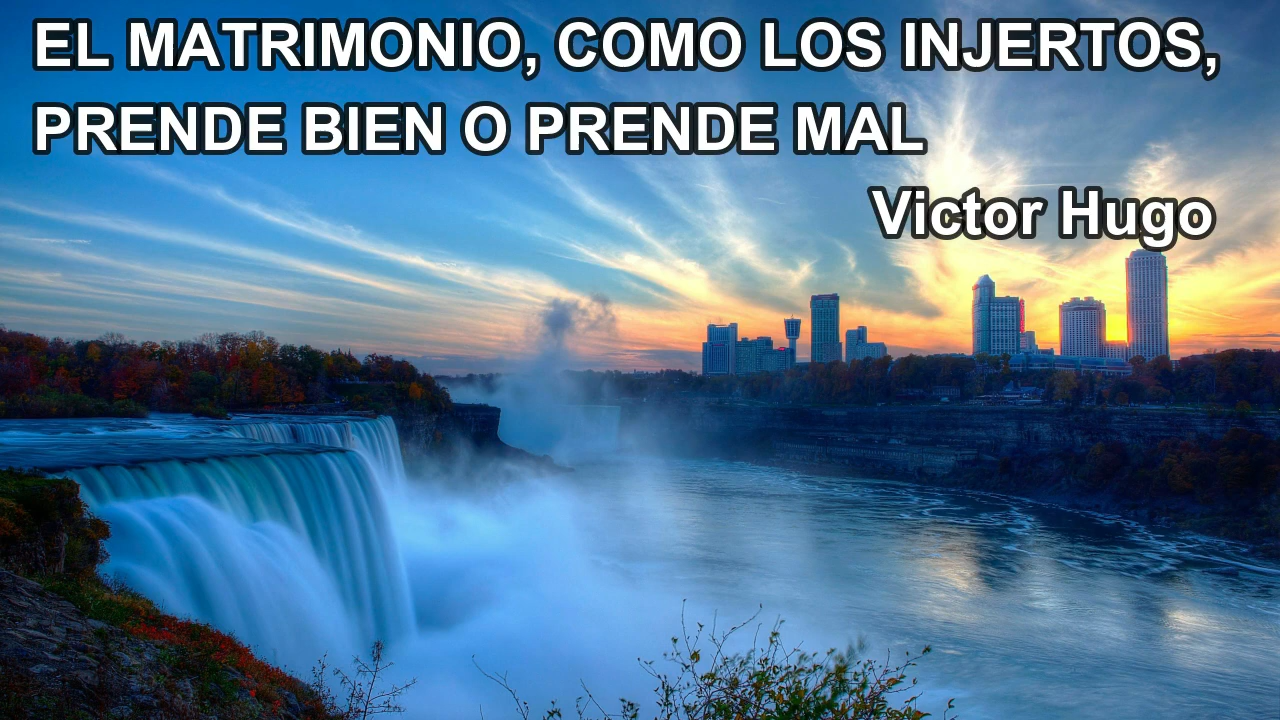 EL MATRIMONIO, COMO LOS INJERTOS,
PRENDE BIEN O PRENDE MAL
Victor Hugo